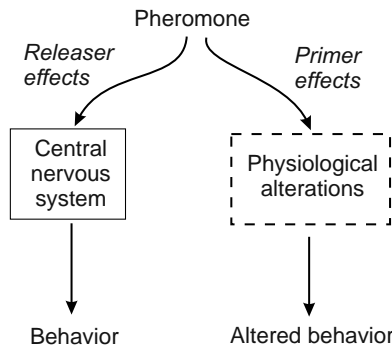 Pheromone
Releaser
effects
Primer
effects
Central
nervous
system
Physiological
alterations
Behavior
Altered behavior